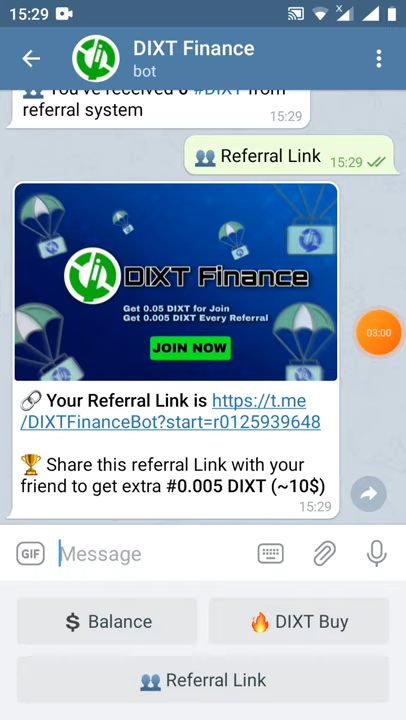 15:29
DIXT Finance
bot
You've received 0 #DIXT from
referral system
15:29
👥 Referral Link 15:29
DIXT Finance
Get 0.05 DIXT for Join
Get 0.005 DIXT Every Referral
JOIN NOW
03:00
🔗 Your Referral Link is https://t.me
/DIXTFinanceBot?start=r0125939648
🏆 Share this referral Link with your
friend to get extra #0.005 DIXT (~10$)
15:29
GIF Message
$ Balance
🔥 DIXT Buy
👥 Referral Link